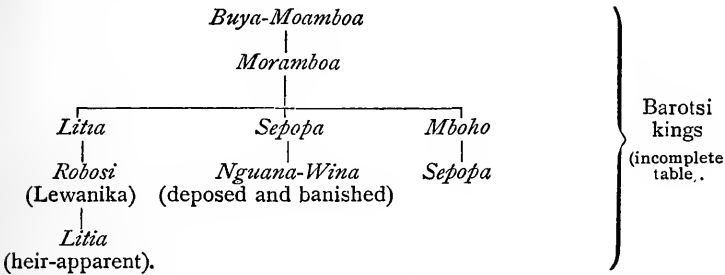 Buya-Moamboa
Moramboa
Litia Sepopa Mboho
Robosi Nguana-Wina Sepopa
(Lewanika) (deposed and banished)
Litia
(heir-apparent).
Barotsi
kings
(incomplete
table,.